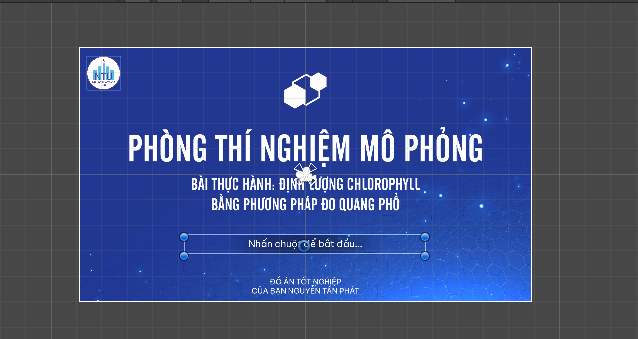 NTU
PHÒNG THÍ NGHIỆM MÔ PHỎNG
BÀI THỰC HÀNH: ĐỊNH LƯỢNG CHLOROPHYLL
BẰNG PHƯƠNG PHÁP ĐO QUANG PHỔ
Nhấn chuột để bắt đầu...
ĐỒ ÁN TỐT NGHIỆP
CỦA BẠN NGUYỄN TẤN PHÁT